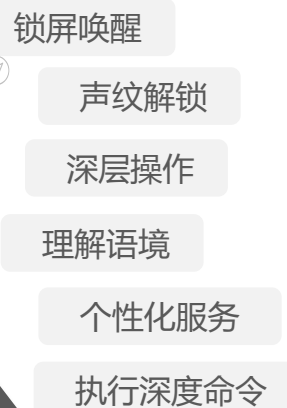 锁屏唤醒
声纹解锁
深层操作
理解语境
个性化服务
执行深度命令